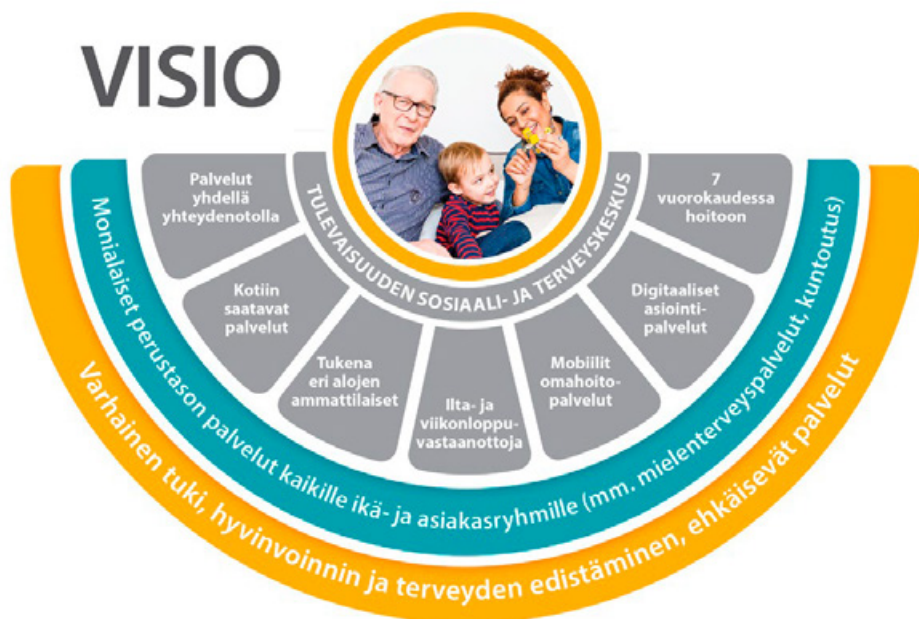 VISIO
TULEVAISUUDEN SOSIAALI- JA TERVEYSKESKUS
Palvelut
yhdellä
yhteydenotolla
Kotiin
saatavat
palvelut
Tukena
eri alojen
ammattilaiset
Ilta- ja
viikonloppu-
vastaanottoja
Mobiilit
omahoito-
palvelut
Digitaaliset
asiointi-
palvelut
7
vuorokaudessa
hoitoon
Monialaiset perustason palvelut kaikille ikä- ja asiakasryhmille (mm. mielenterveyspalvelut, kuntoutus)
Varhainen tuki, hyvinvoinnin ja terveyden edistäminen, ehkäisevät palvelut